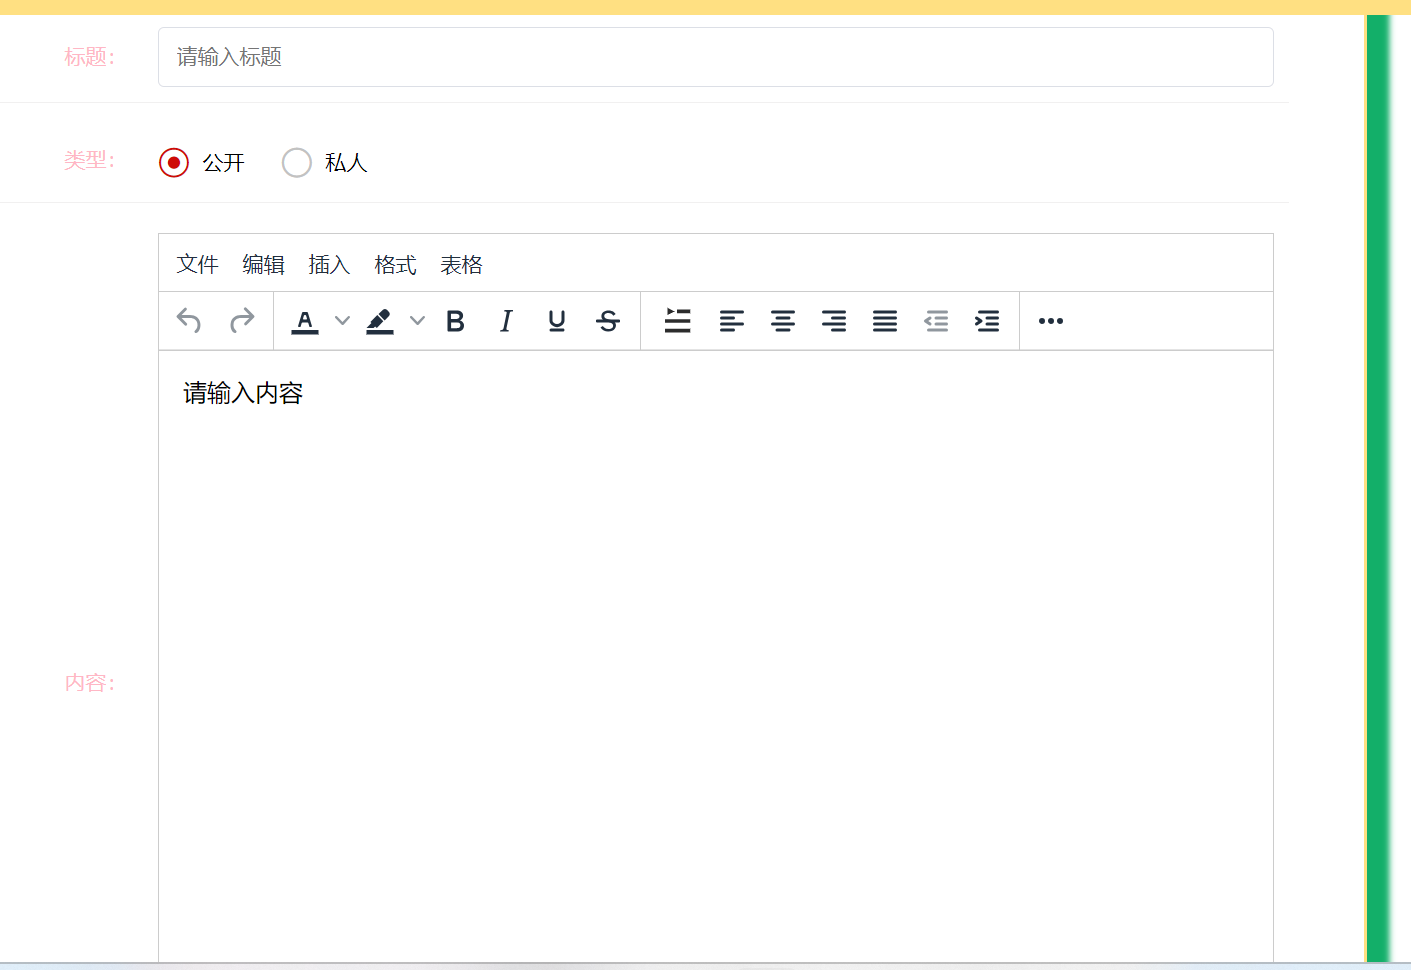 标题：
请输入标题
类型：
公开 私人
文件 编辑 插入 格式 表格
A B I U S
请输入内容
内容：